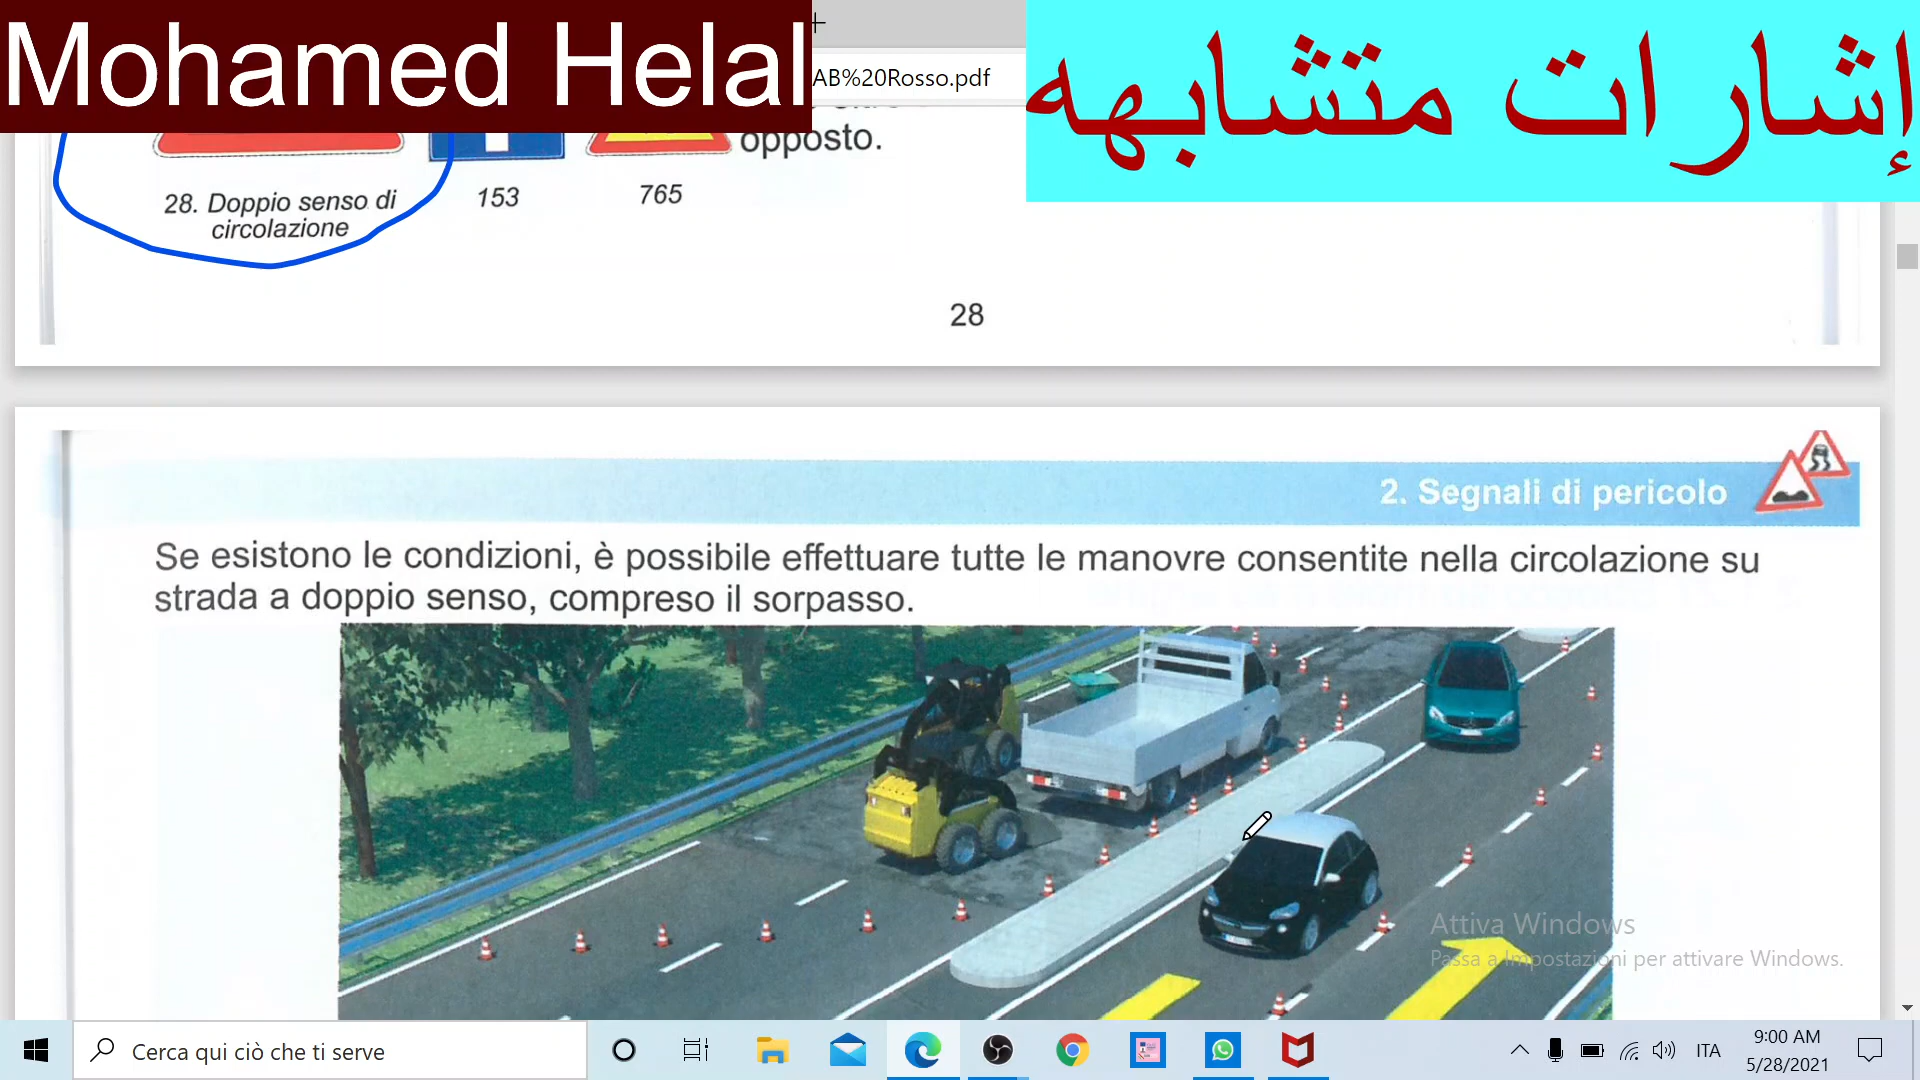 Mohamed Helal
إشارات متشابهه
AB%20Rosso.pdf
opposto.
28. Doppio senso di
circolazione
153
765
28
2. Segnali di pericolo
Se esistono le condizioni, è possibile effettuare tutte le manovre consentite nella circolazione su
strada a doppio senso, compreso il sorpasso.
Attiva Windows
Passa a Impostazioni per attivare Windows.
Cerca qui ciò che ti serve
ITA
9:00 AM
5/28/2021